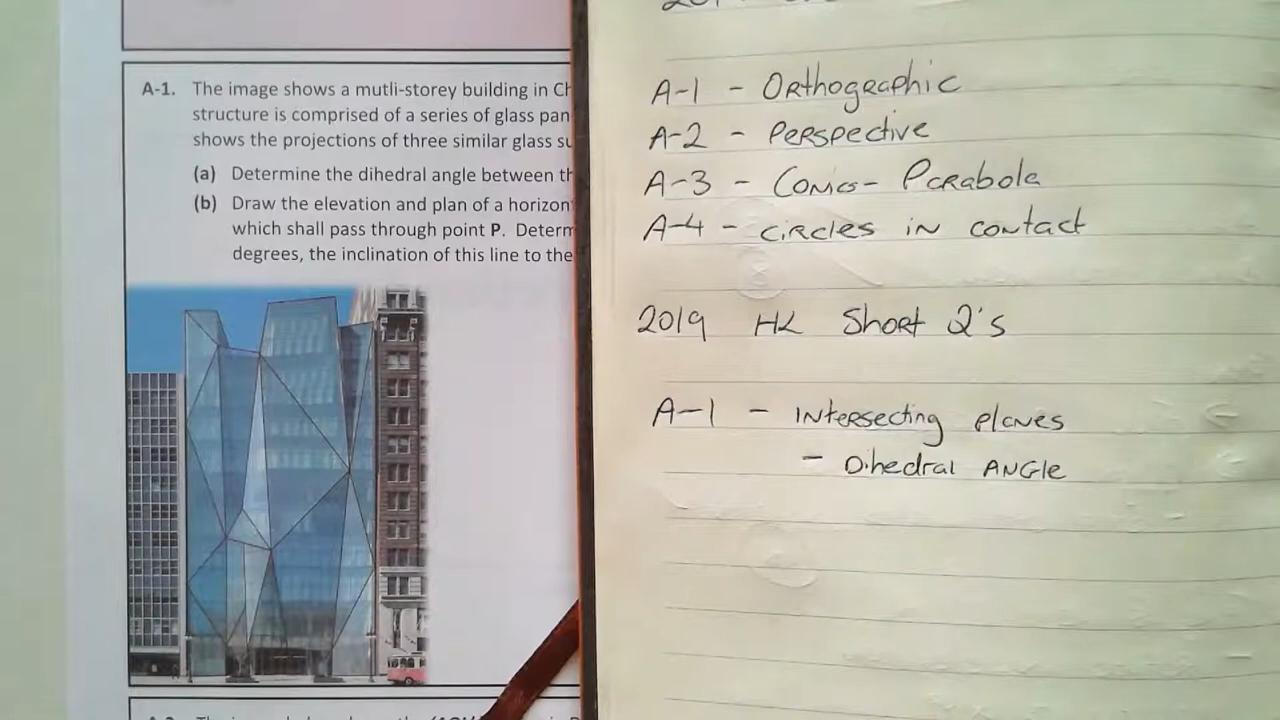 A-1. The image shows a mutli-storey building in Ch
structure is comprised of a series of glass pan
shows the projections of three similar glass su
(a) Determine the dihedral angle between th
(b) Draw the elevation and plan of a horizon
which shall pass through point P. Determ
degrees, the inclination of this line to the
A-1 - Orthographic
A-2 - Perspective
A-3 - Conics - Parabola
A-4 - circles in contact
2019 HL Short Q's
A-1 - Intersecting planes
- Dihedral ANGLE